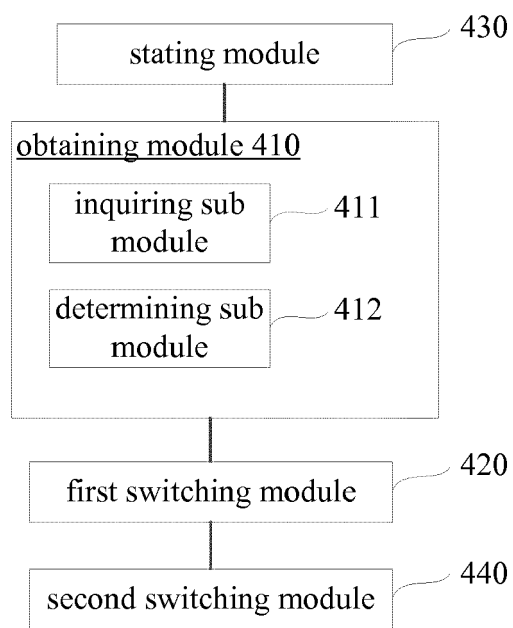 430
stating module
obtaining module 410
inquiring sub
module
411
determining sub
module
412
420
first switching module
440
second switching module